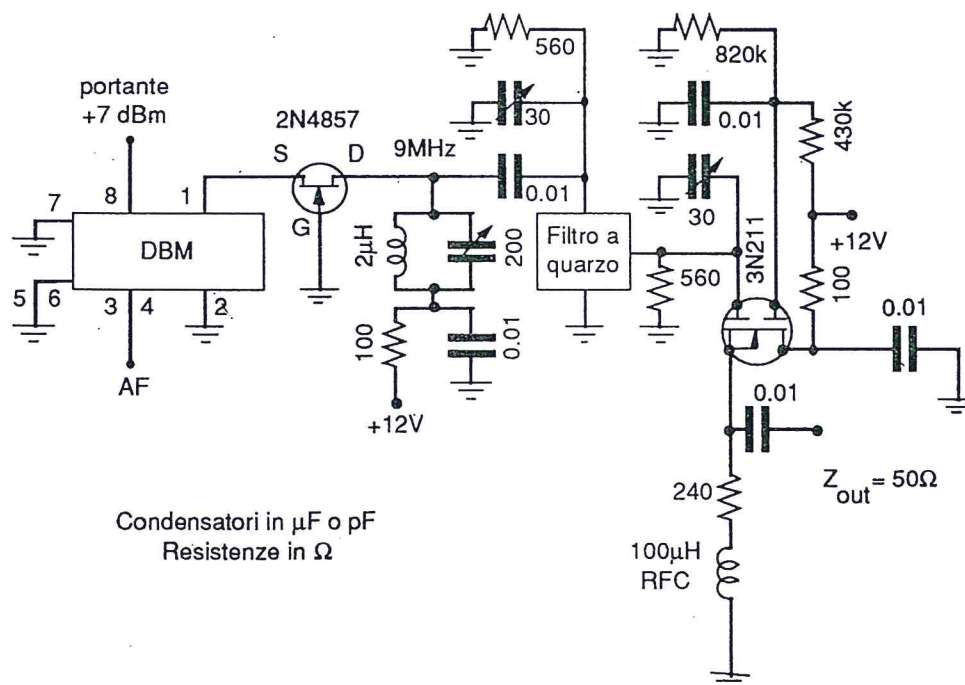 560
820k
portante
+7 dBm
30
0.01
430k
2N4857
S
D
9MHz
0.01
30
+12V
7
8
1
G
DBM
2µH
200
Filtro a
quarzo
560
3N211
100
5
6
3
4
2
100
0.01
0.01
AF
+12V
0.01
240
Zout = 50Ω
Condensatori in µF o pF
Resistenze in Ω
100µH
RFC